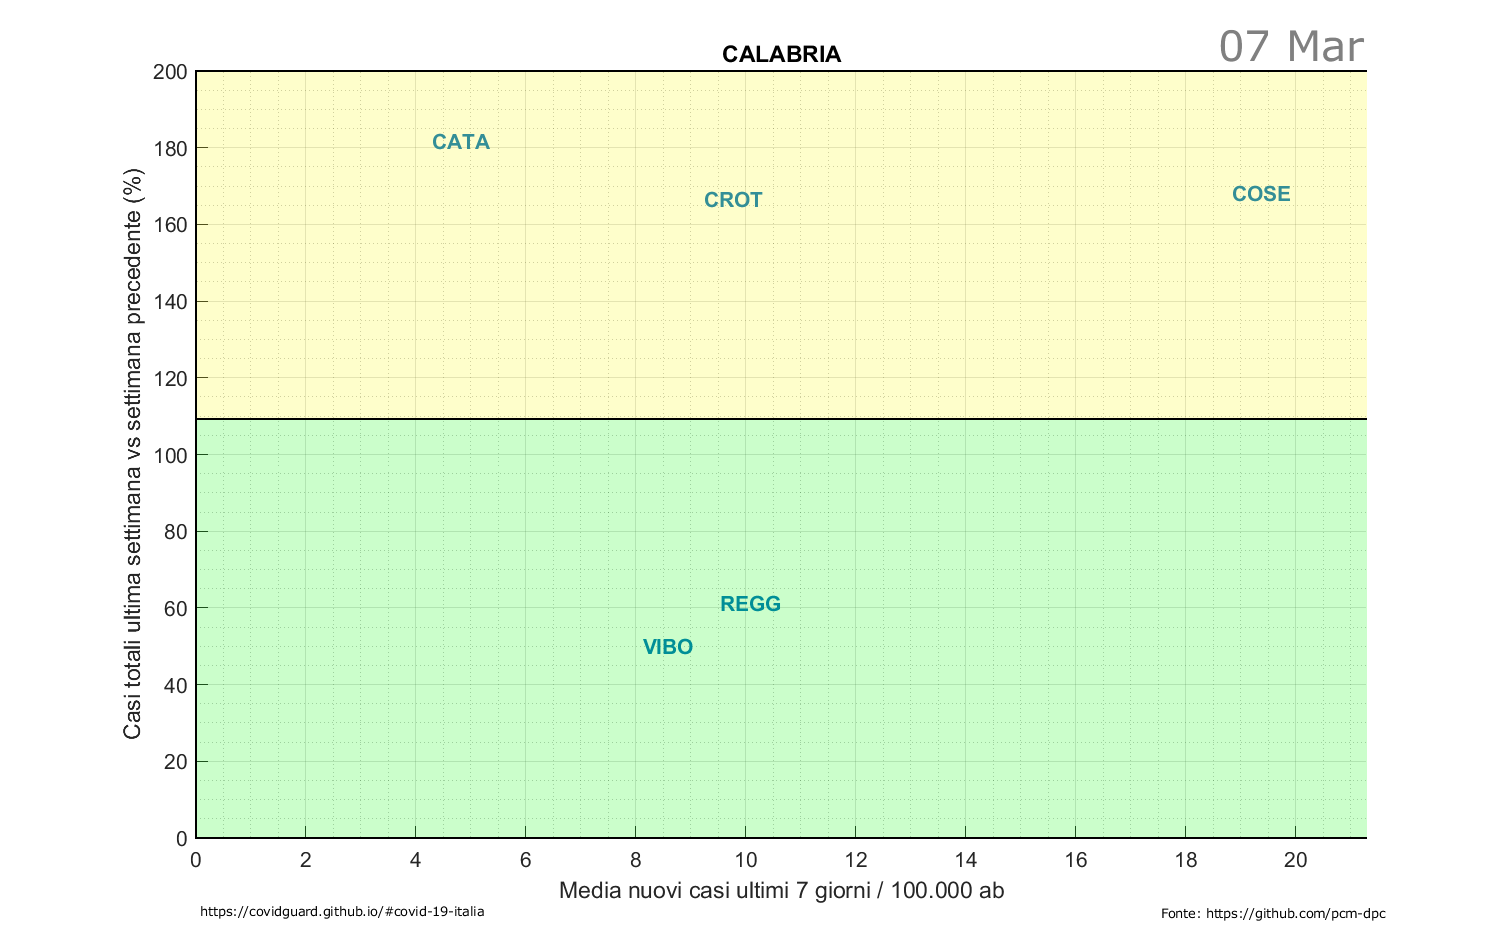 CALABRIA
07 Mar
Casi totali ultima settimana vs settimana precedente (%)
200
180
160
140
120
100
80
60
40
20
0
CATA
CROT
COSE
REGG
VIBO
0 2 4 6 8 10 12 14 16 18 20
Media nuovi casi ultimi 7 giorni / 100.000 ab
https://covidguard.github.io/#covid-19-italia
Fonte: https://github.com/pcm-dpc